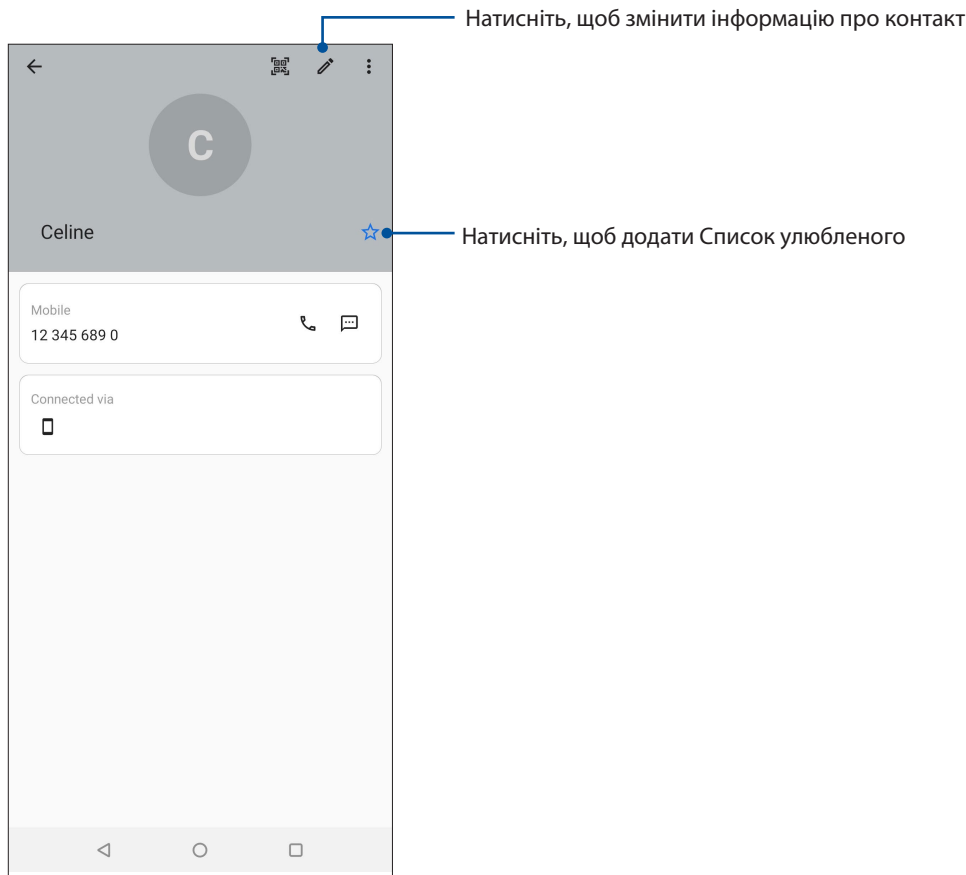 Натисніть, щоб змінити інформацію про контакт
C
Celine
Натисніть, щоб додати Список улюбленого
Mobile
12 345 689 0
Connected via